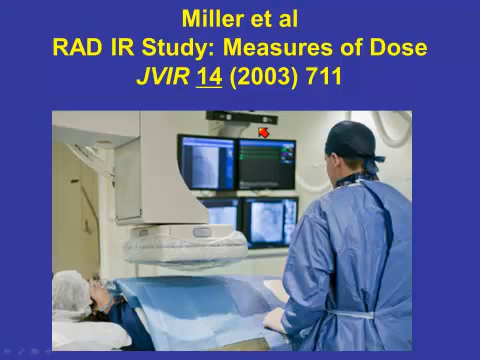 Miller et al
RAD IR Study: Measures of Dose
JVIR 14 (2003) 711